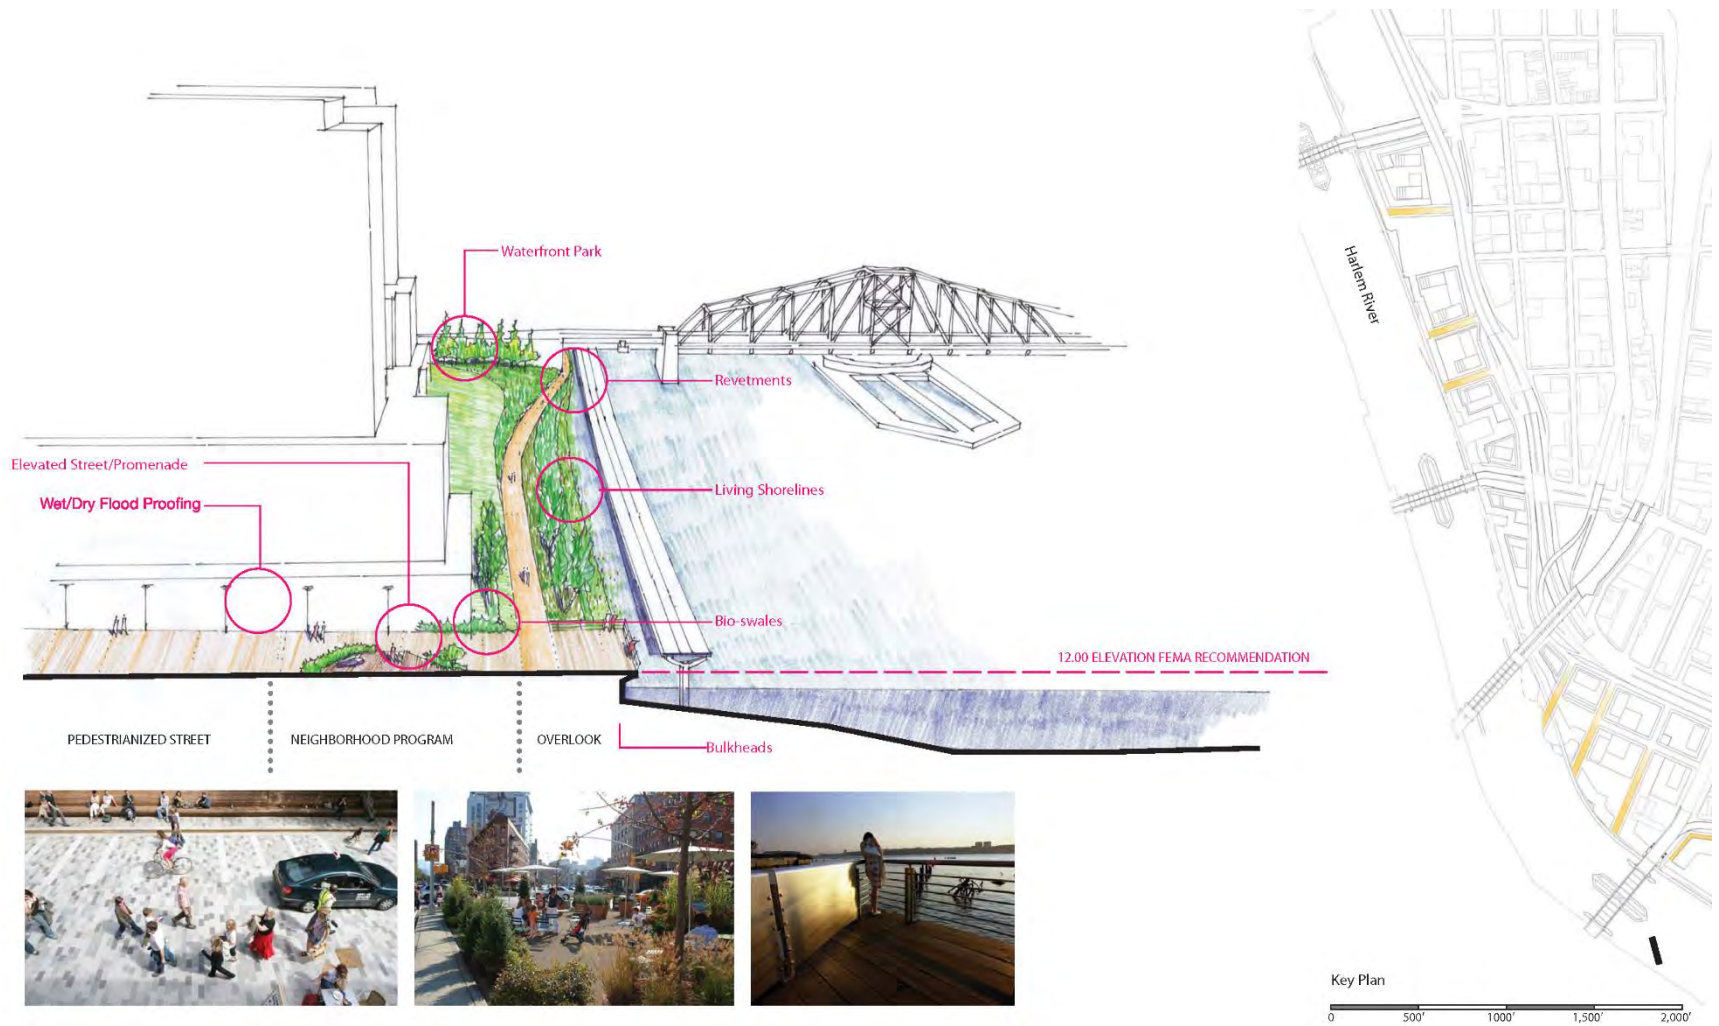 Waterfront Park
Revetments
Elevated Street/Promenade
Wet/Dry Flood Proofing
Living Shorelines
Bio-swales
12.00 ELEVATION FEMA RECOMMENDATION
PEDESTRIANIZED STREET
NEIGHBORHOOD PROGRAM
OVERLOOK
Bulkheads
Harlem River
Key Plan
0 500' 1000' 1,500' 2,000'